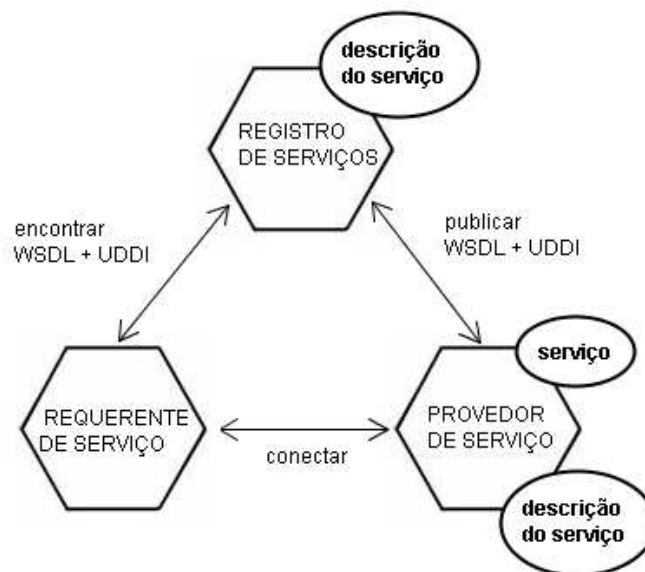 descrição
do serviço
REGISTRO
DE SERVIÇOS
encontrar
WSDL + UDDI
publicar
WSDL + UDDI
serviço
REQUERENTE
DE SERVIÇO
conectar
PROVEDOR
DE SERVIÇO
descrição
do serviço